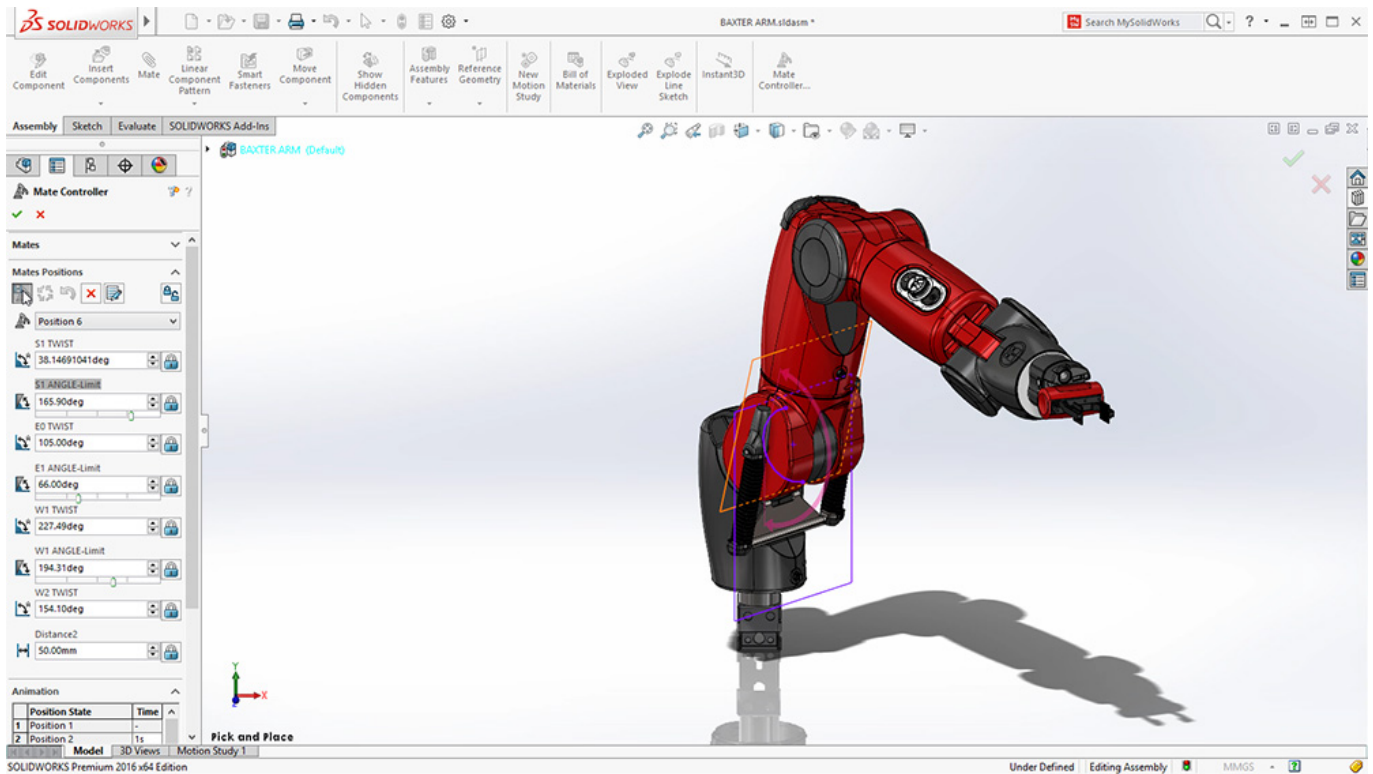 SOLIDWORKS
BAXTER ARM.sldasm *
Search MySolidWorks
Edit Component
Insert Components
Mate
Linear Component Pattern
Smart Fasteners
Move Component
Show Hidden Components
Assembly Features
Reference Geometry
New Motion Study
Bill of Materials
Exploded View
Explode Line Sketch
Instant3D
Mate Controller...
Assembly Sketch Evaluate SOLIDWORKS Add-Ins
BAXTER ARM (Default)
Mate Controller
Mates
Mates Positions
Position 6
S1 TWIST
38.14691041deg
S1 ANGLE-Limit
165.90deg
E0 TWIST
105.00deg
E1 ANGLE-Limit
66.00deg
W1 TWIST
227.49deg
W1 ANGLE-Limit
194.31deg
W2 TWIST
154.10deg
Distance2
50.00mm
Animation
Position State Time
1 Position 1 -
2 Position 2 1s
Y
X
Z
Pick and Place
Model 3D Views Motion Study 1
SOLIDWORKS Premium 2016 x64 Edition
Under Defined Editing Assembly MMGS